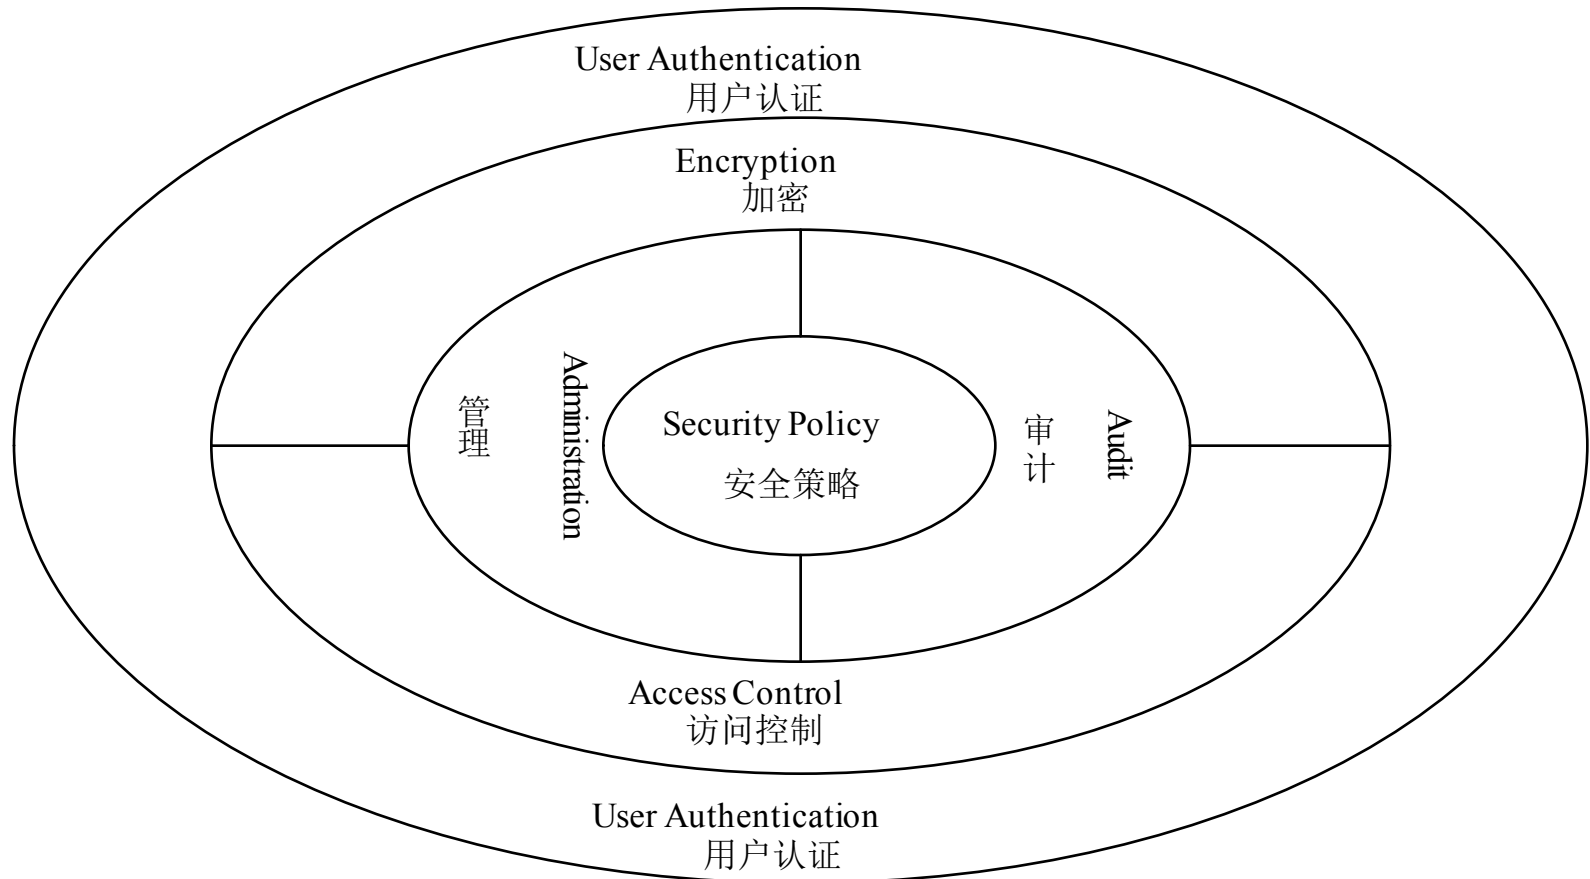 User Authentication
用户认证
Encryption
加密
管理
Administration
Security Policy
安全策略
审计
Audit
Access Control
访问控制
User Authentication
用户认证